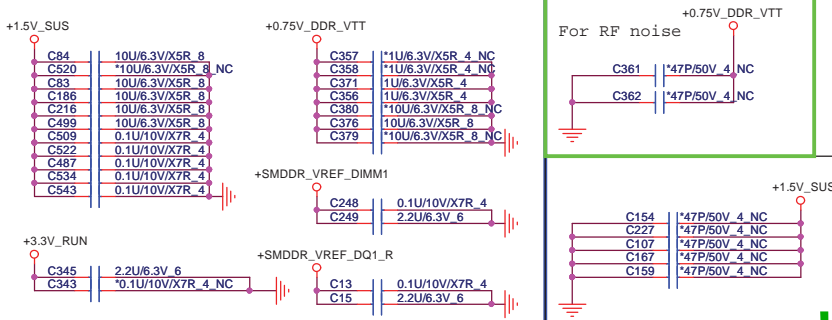 +1.5V_SUS
C84 10U/6.3V/X5R_8
C520 *10U/6.3V/X5R_8_NC
C83 10U/6.3V/X5R_8
C186 10U/6.3V/X5R_8
C216 10U/6.3V/X5R_8
C499 10U/6.3V/X5R_8
C509 0.1U/10V/X7R_4
C522 0.1U/10V/X7R_4
C487 0.1U/10V/X7R_4
C534 0.1U/10V/X7R_4
C543 0.1U/10V/X7R_4
+3.3V_RUN
C345 2.2U/6.3V_6
C343 *0.1U/10V/X7R_4_NC
+0.75V_DDR_VTT
C357 *1U/6.3V/X5R_4_NC
C358 *1U/6.3V/X5R_4_NC
C371 1U/6.3V/X5R_4
C356 1U/6.3V/X5R_4
C380 *10U/6.3V/X5R_8_NC
C376 10U/6.3V/X5R_8
C379 *10U/6.3V/X5R_8_NC
+SMDDR_VREF_DIMM1
C248 0.1U/10V/X7R_4
C249 2.2U/6.3V_6
+SMDDR_VREF_DQ1_R
C13 0.1U/10V/X7R_4
C15 2.2U/6.3V_6
+0.75V_DDR_VTT
For RF noise
C361 *47P/50V_4_NC
C362 *47P/50V_4_NC
+1.5V_SUS
C154 *47P/50V_4_NC
C227 *47P/50V_4_NC
C107 *47P/50V_4_NC
C167 *47P/50V_4_NC
C159 *47P/50V_4_NC